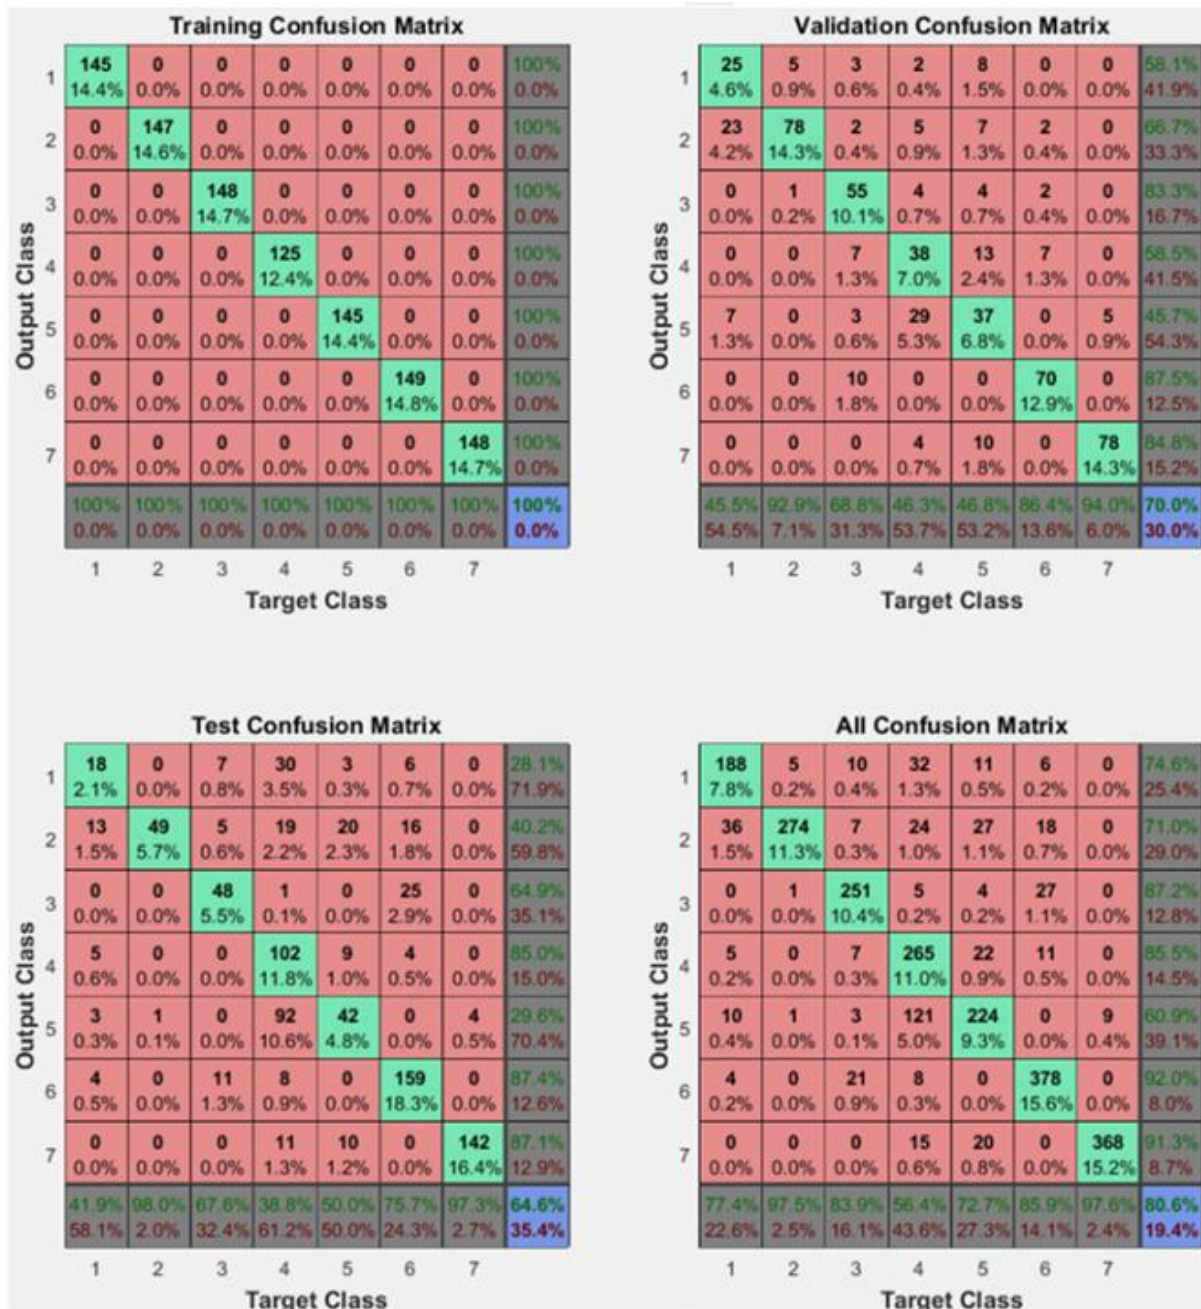 Training Confusion Matrix
1 145 0 0 0 0 0 0 100%
14.4% 0.0% 0.0% 0.0% 0.0% 0.0% 0.0% 0.0%
2 0 147 0 0 0 0 0 100%
0.0% 14.6% 0.0% 0.0% 0.0% 0.0% 0.0% 0.0%
3 0 0 148 0 0 0 0 100%
0.0% 0.0% 14.7% 0.0% 0.0% 0.0% 0.0% 0.0%
4 0 0 0 125 0 0 0 100%
0.0% 0.0% 0.0% 12.4% 0.0% 0.0% 0.0% 0.0%
5 0 0 0 0 145 0 0 100%
0.0% 0.0% 0.0% 0.0% 14.4% 0.0% 0.0% 0.0%
6 0 0 0 0 0 149 0 100%
0.0% 0.0% 0.0% 0.0% 0.0% 14.8% 0.0% 0.0%
7 0 0 0 0 0 0 148 100%
0.0% 0.0% 0.0% 0.0% 0.0% 0.0% 14.7% 0.0%
100% 100% 100% 100% 100% 100% 100% 100%
0.0% 0.0% 0.0% 0.0% 0.0% 0.0% 0.0% 0.0%
1 2 3 4 5 6 7
Target Class
Output Class
Validation Confusion Matrix
1 25 5 3 2 8 0 0 58.1%
4.6% 0.9% 0.6% 0.4% 1.5% 0.0% 0.0% 41.9%
2 23 78 2 5 7 2 0 66.7%
4.2% 14.3% 0.4% 0.9% 1.3% 0.4% 0.0% 33.3%
3 0 1 55 4 4 2 0 83.3%
0.0% 0.2% 10.1% 0.7% 0.7% 0.4% 0.0% 16.7%
4 0 0 7 38 13 7 0 58.5%
0.0% 0.0% 1.3% 7.0% 2.4% 1.3% 0.0% 41.5%
5 7 0 3 29 37 0 5 45.7%
1.3% 0.0% 0.6% 5.3% 6.8% 0.0% 0.9% 54.3%
6 0 0 10 0 0 70 0 87.5%
0.0% 0.0% 1.8% 0.0% 0.0% 12.9% 0.0% 12.5%
7 0 0 0 4 10 0 78 84.8%
0.0% 0.0% 0.0% 0.7% 1.8% 0.0% 14.3% 15.2%
45.5% 92.9% 68.8% 46.3% 46.8% 86.4% 94.0% 70.0%
54.5% 7.1% 31.3% 53.7% 53.2% 13.6% 6.0% 30.0%
1 2 3 4 5 6 7
Target Class
Output Class
Test Confusion Matrix
1 18 0 7 30 3 6 0 28.1%
2.1% 0.0% 0.8% 3.5% 0.3% 0.7% 0.0% 71.9%
2 13 49 5 19 20 16 0 40.2%
1.5% 5.7% 0.6% 2.2% 2.3% 1.8% 0.0% 59.8%
3 0 0 48 1 0 25 0 64.9%
0.0% 0.0% 5.5% 0.1% 0.0% 2.9% 0.0% 35.1%
4 5 0 0 102 9 4 0 85.0%
0.6% 0.0% 0.0% 11.8% 1.0% 0.5% 0.0% 15.0%
5 3 1 0 92 42 0 4 29.6%
0.3% 0.1% 0.0% 10.6% 4.8% 0.0% 0.5% 70.4%
6 4 0 11 8 0 159 0 87.4%
0.5% 0.0% 1.3% 0.9% 0.0% 18.3% 0.0% 12.6%
7 0 0 0 11 10 0 142 87.1%
0.0% 0.0% 0.0% 1.3% 1.2% 0.0% 16.4% 12.9%
41.9% 98.0% 67.6% 38.8% 50.0% 75.7% 97.3% 64.6%
58.1% 2.0% 32.4% 61.2% 50.0% 24.3% 2.7% 35.4%
1 2 3 4 5 6 7
Target Class
Output Class
All Confusion Matrix
1 188 5 10 32 11 6 0 74.6%
7.8% 0.2% 0.4% 1.3% 0.5% 0.2% 0.0% 25.4%
2 36 274 7 24 27 18 0 71.0%
1.5% 11.3% 0.3% 1.0% 1.1% 0.7% 0.0% 29.0%
3 0 1 251 5 4 27 0 87.2%
0.0% 0.0% 10.4% 0.2% 0.2% 1.1% 0.0% 12.8%
4 5 0 7 265 22 11 0 85.5%
0.2% 0.0% 0.3% 11.0% 0.9% 0.5% 0.0% 14.5%
5 10 1 3 121 224 0 9 60.9%
0.4% 0.0% 0.1% 5.0% 9.3% 0.0% 0.4% 39.1%
6 4 0 21 8 0 378 0 92.0%
0.2% 0.0% 0.9% 0.3% 0.0% 15.6% 0.0% 8.0%
7 0 0 0 15 20 0 368 91.3%
0.0% 0.0% 0.0% 0.6% 0.8% 0.0% 15.2% 8.7%
77.4% 97.5% 83.9% 56.4% 72.7% 85.9% 97.6% 80.6%
22.6% 2.5% 16.1% 43.6% 27.3% 14.1% 2.4% 19.4%
1 2 3 4 5 6 7
Target Class
Output Class